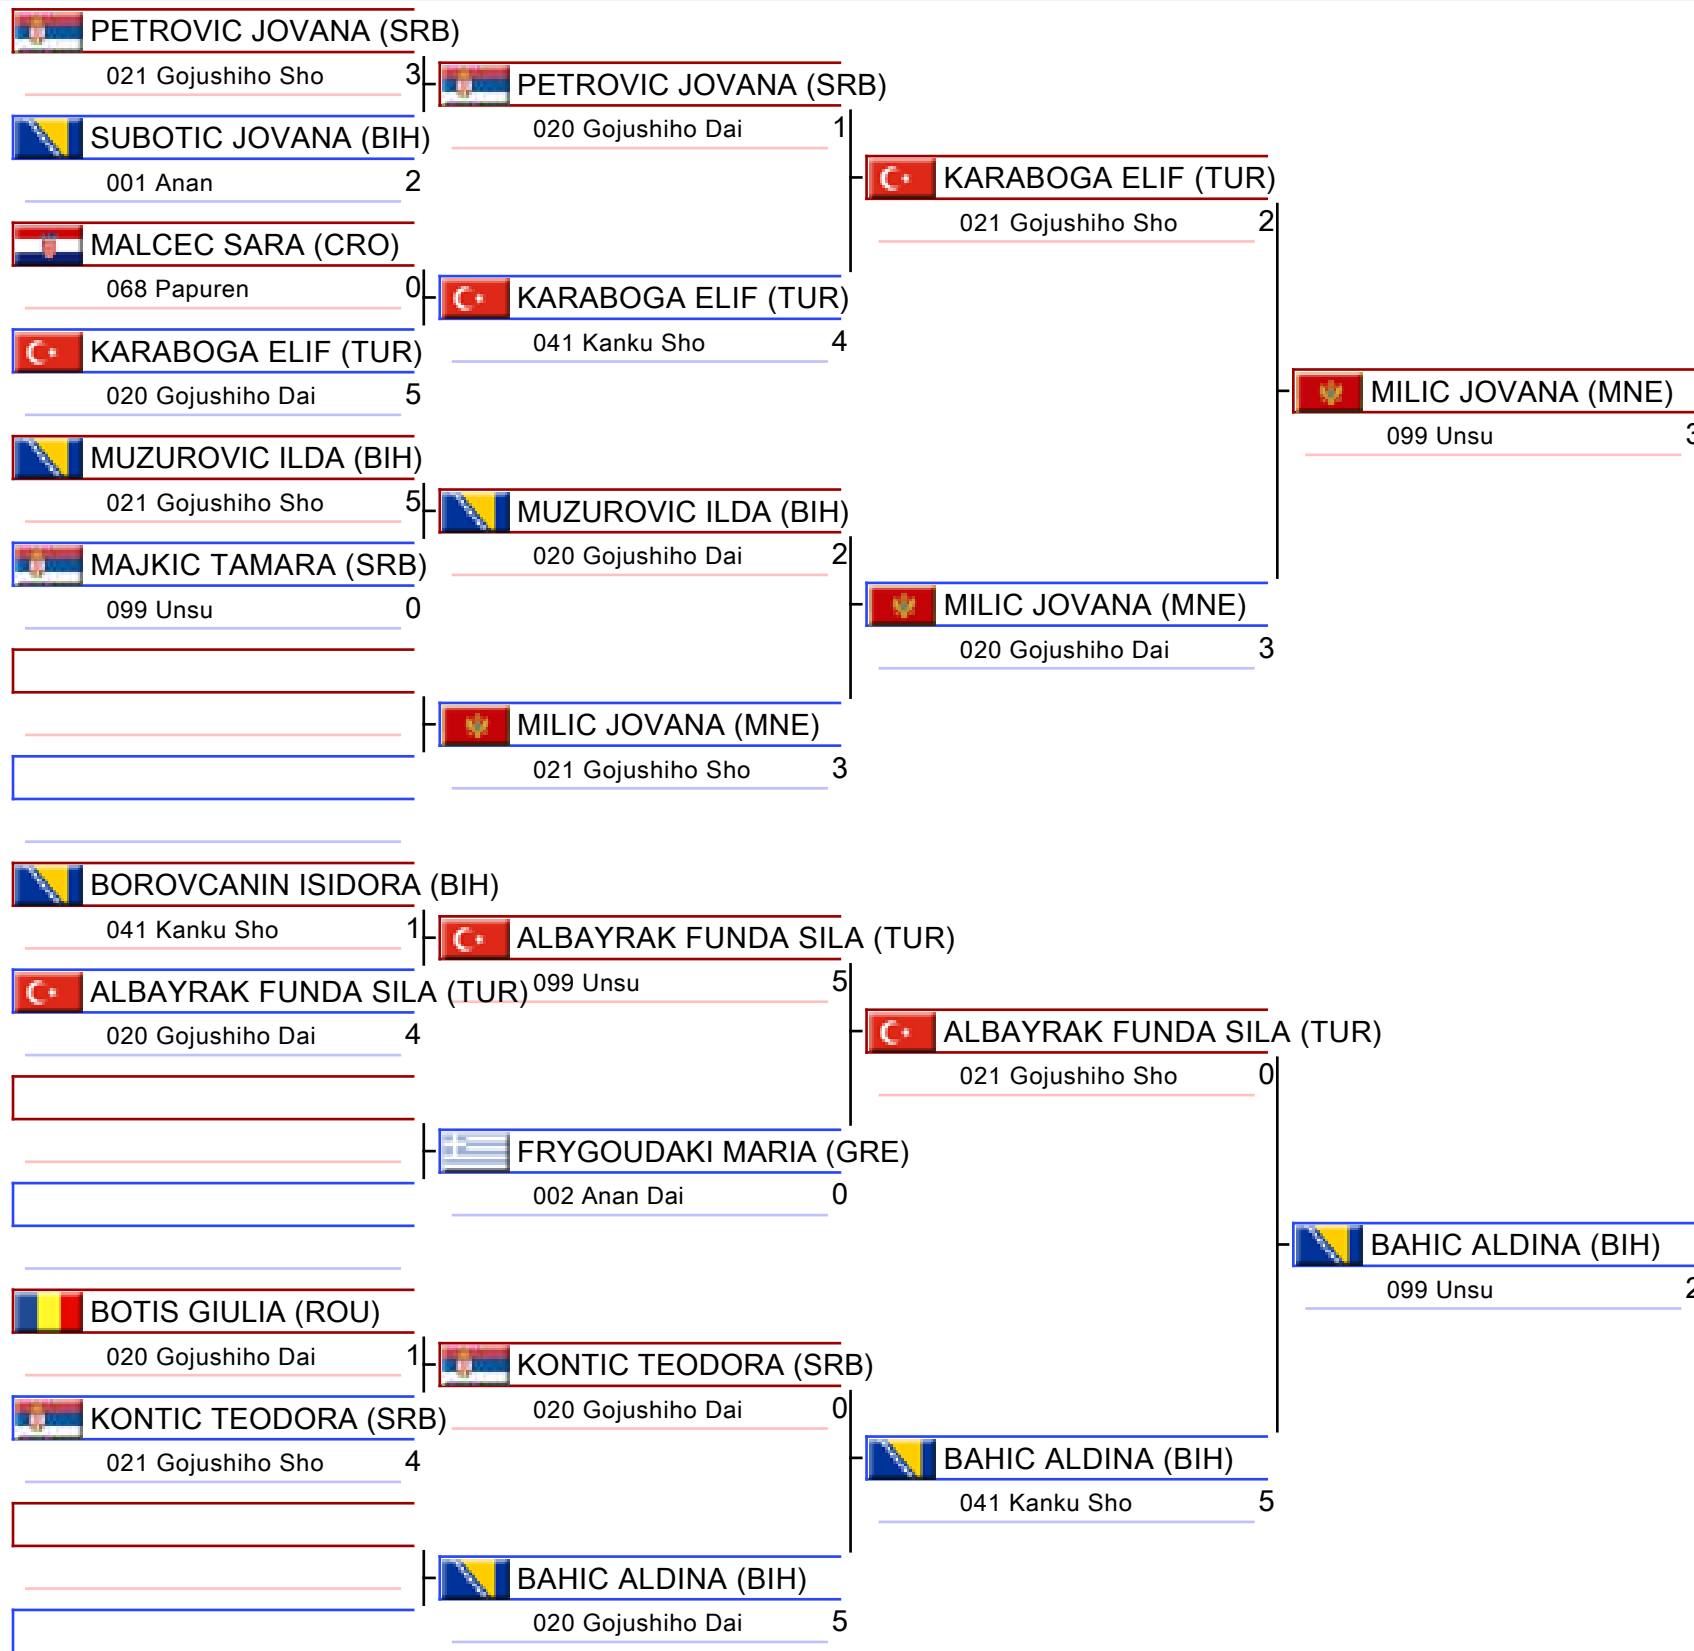 PETROVIC JOVANA (SRB)
021 Gojushiho Sho 3
SUBOTIC JOVANA (BIH)
001 Anan 2
MALCEC SARA (CRO)
068 Papuren 0
KARABOGA ELIF (TUR)
020 Gojushiho Dai 5
MUZUROVIC ILDA (BIH)
021 Gojushiho Sho 5
MAJKIC TAMARA (SRB)
099 Unsu 0
BOROVCANIN ISIDORA (BIH)
041 Kanku Sho 1
ALBAYRAK FUNDA SILA (TUR)
020 Gojushiho Dai 4
BOTIS GIULIA (ROU)
020 Gojushiho Dai 1
KONTIC TEODORA (SRB)
021 Gojushiho Sho 4
PETROVIC JOVANA (SRB)
020 Gojushiho Dai 1
KARABOGA ELIF (TUR)
041 Kanku Sho 4
MUZUROVIC ILDA (BIH)
020 Gojushiho Dai 2
MILIC JOVANA (MNE)
021 Gojushiho Sho 3
ALBAYRAK FUNDA SILA (TUR)
099 Unsu 5
FRYGOUDAKI MARIA (GRE)
002 Anan Dai 0
KONTIC TEODORA (SRB)
020 Gojushiho Dai 0
BAHIC ALDINA (BIH)
020 Gojushiho Dai 5
KARABOGA ELIF (TUR)
021 Gojushiho Sho 2
MILIC JOVANA (MNE)
020 Gojushiho Dai 3
ALBAYRAK FUNDA SILA (TUR)
021 Gojushiho Sho 0
BAHIC ALDINA (BIH)
041 Kanku Sho 5
MILIC JOVANA (MNE)
099 Unsu 3
BAHIC ALDINA (BIH)
099 Unsu 2